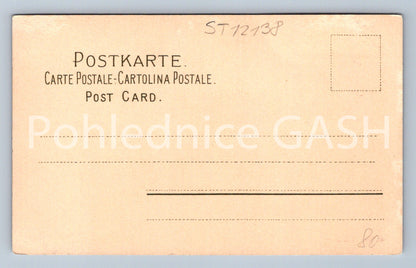 ST12138
POSTKARTE.
CARTE POSTALE-CARTOLINA POSTALE.
POST CARD.
Pohlednice GASH
80-